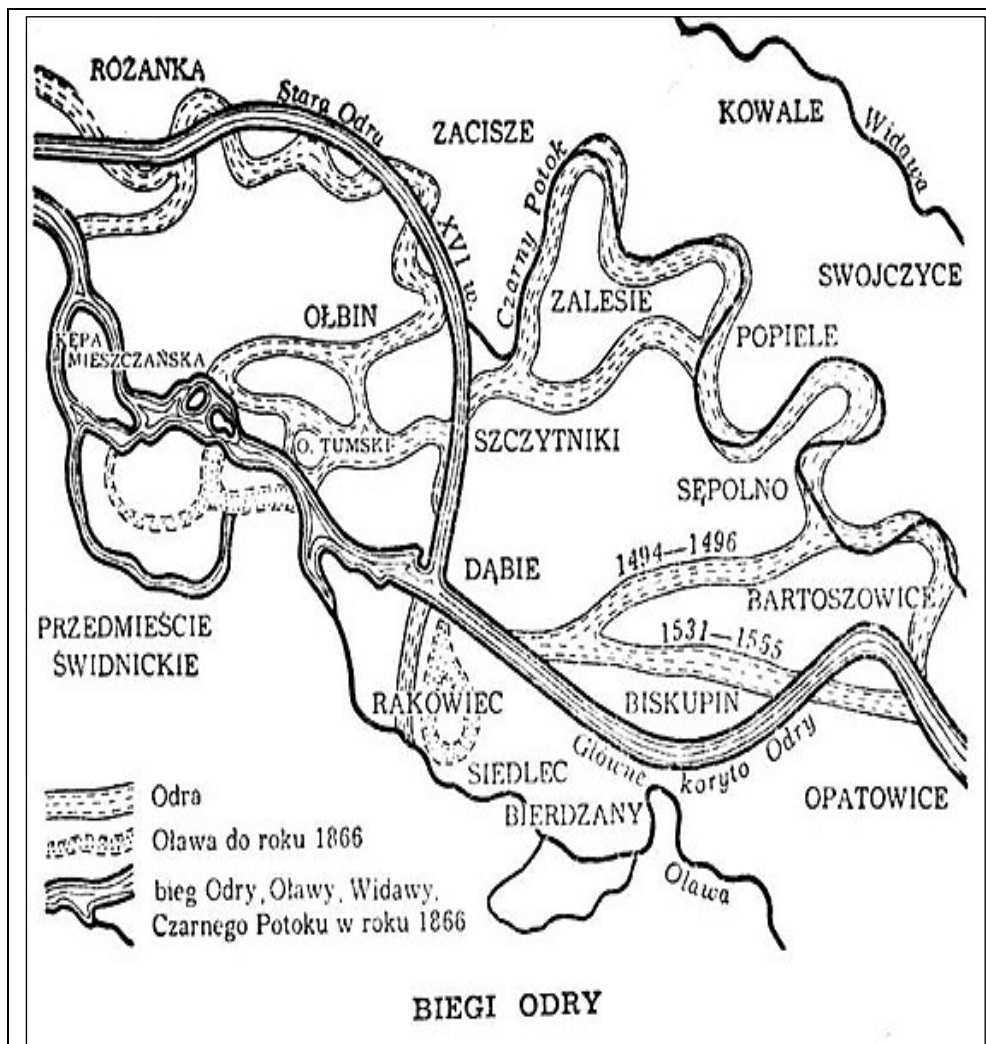 RÓŻANKA
Stara Odra
ZACISZE
KOWALE
Widawa
Czarny Potok
XVI w.
SWOJCZYCE
ZALESIE
OŁBIN
POPIELE
KĘPA
MIESZCZAŃSKA
O. TUMSKI
SZCZYTNIKI
SĘPOLNO
1494—1496
DĄBIE
BARTOSZOWICE
1531—1555
PRZEDMIEŚCIE
ŚWIDNICKIE
RAKOWIEC
BISKUPIN
Główne koryto Odry
SIEDLEC
OPATOWICE
BIERDZANY
Oława
Odra
Oława do roku 1866
bieg Odry, Oławy, Widawy,
Czarnego Potoku w roku 1866
BIEGI ODRY